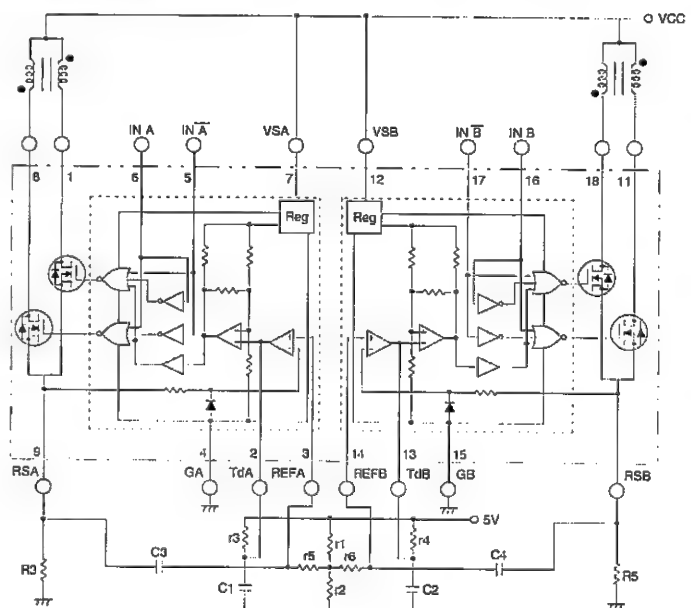 VCC
IN A
IN A̅
VSA
VSB
IN B̅
IN B
8
1
6
5
7
12
17
16
18
11
Reg
Reg
9
4
2
3
14
13
15
RSA
GA
TdA
REFA
REFB
TdB
GB
RSB
5V
r3
r1
r4
C3
r5
r6
C4
R3
C1
r2
C2
R5